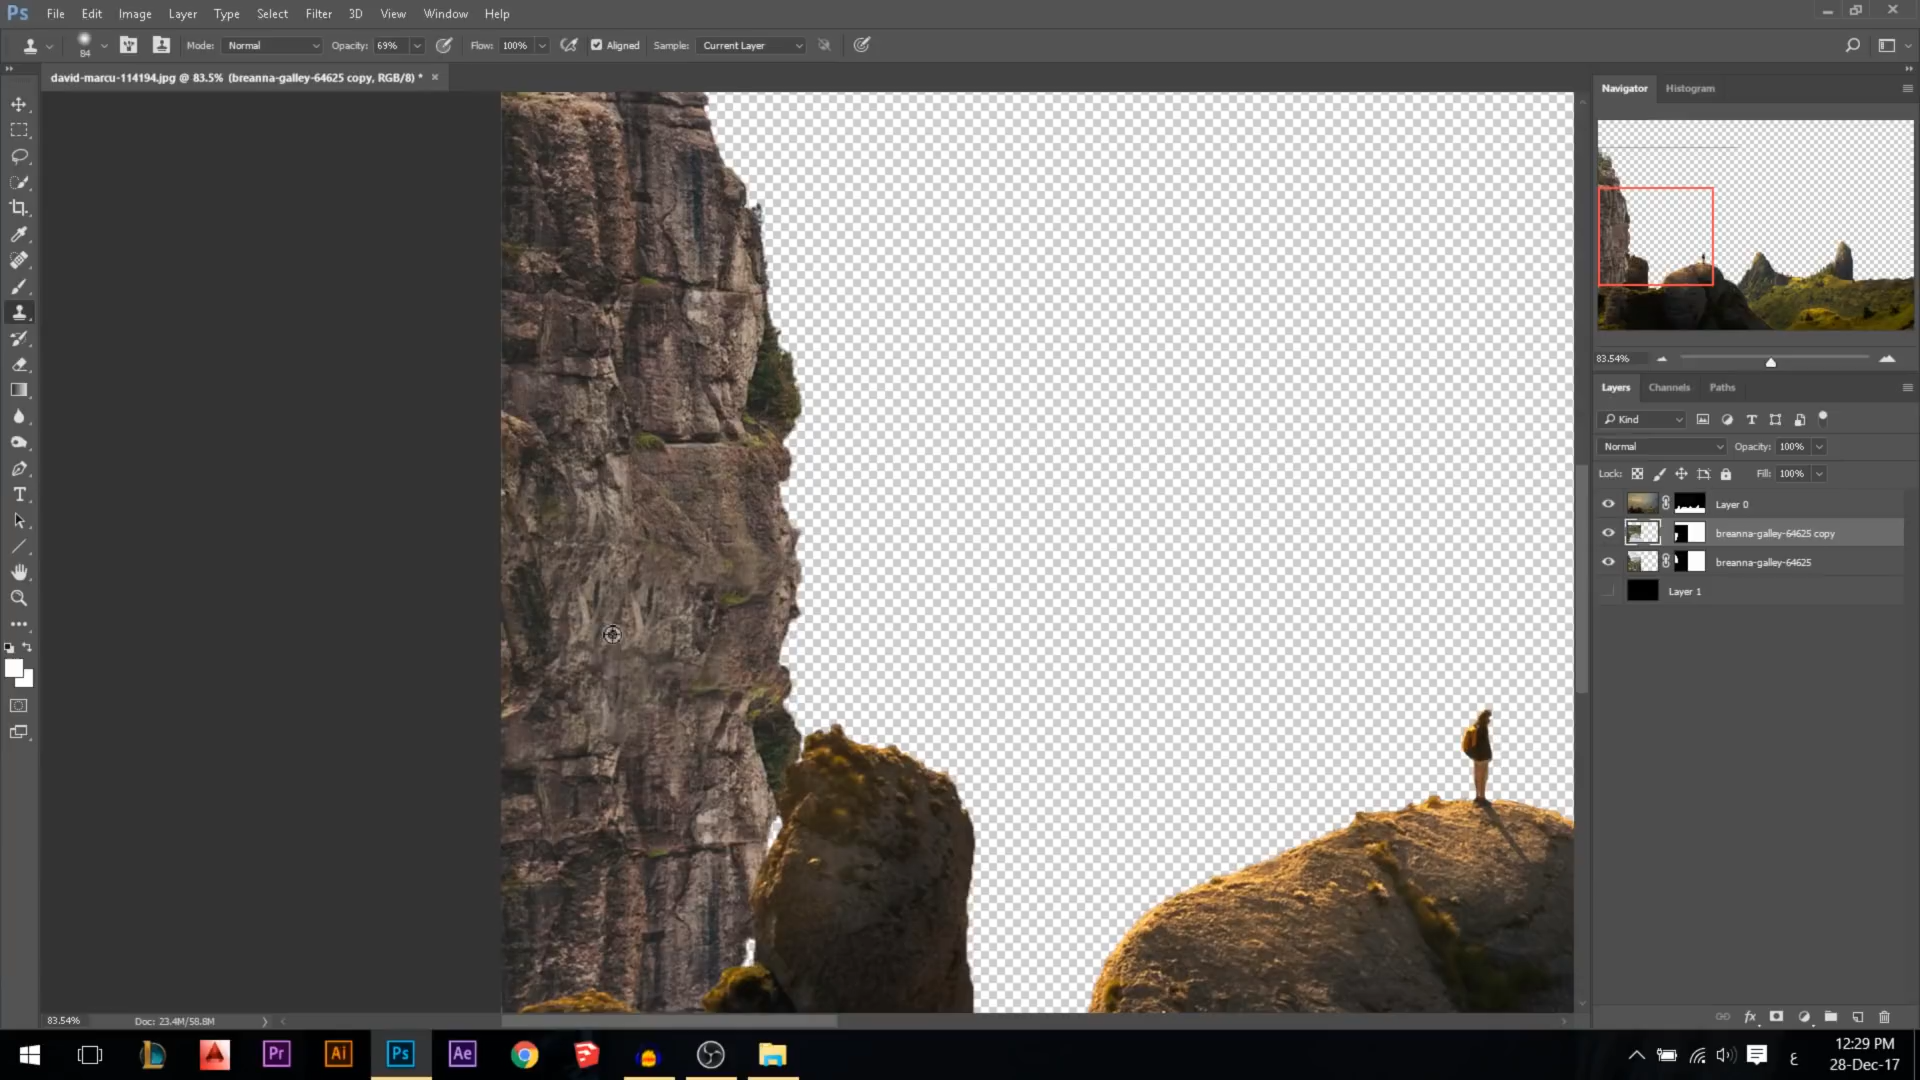 Ps File Edit Image Layer Type Select Filter 3D View Window Help
84 Mode: Normal Opacity: 69% Flow: 100% Aligned Sample: Current Layer
david-marcu-114194.jpg @ 83.5% (breanna-galley-64625 copy, RGB/8) * ×
Navigator Histogram
83.54%
Layers Channels Paths
Kind
Normal Opacity: 100%
Lock: Fill: 100%
Layer 0
breanna-galley-64625 copy
breanna-galley-64625
Layer 1
fx
83.54% Doc: 23.4M/58.8M
Pr Ai Ps Ae
ع
12:29 PM
28-Dec-17